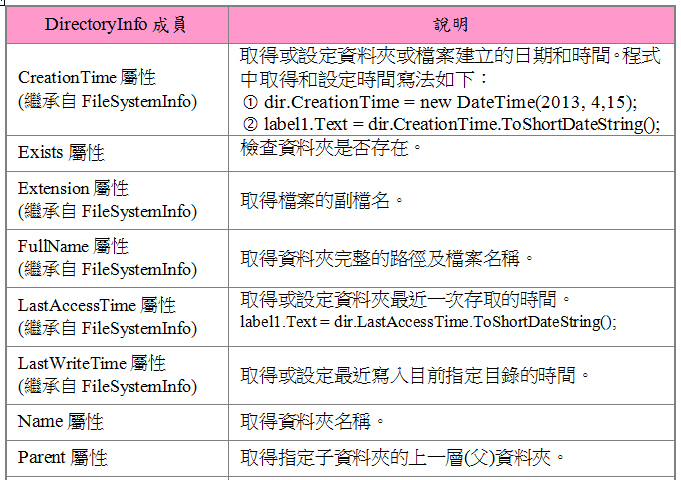 DirectoryInfo 成員
說明
CreationTime 屬性
(繼承自 FileSystemInfo)
取得或設定資料夾或檔案建立的日期和時間。程式
中取得和設定時間寫法如下：
① dir.CreationTime = new DateTime(2013, 4,15);
② label1.Text = dir.CreationTime.ToShortDateString();
Exists 屬性
檢查資料夾是否存在。
Extension 屬性
(繼承自 FileSystemInfo)
取得檔案的副檔名。
FullName 屬性
(繼承自 FileSystemInfo)
取得資料夾完整的路徑及檔案名稱。
LastAccessTime 屬性
(繼承自 FileSystemInfo)
取得或設定資料夾最近一次存取的時間。
label1.Text = dir.LastAccessTime.ToShortDateString();
LastWriteTime 屬性
(繼承自 FileSystemInfo)
取得或設定最近寫入目前指定目錄的時間。
Name 屬性
取得資料夾名稱。
Parent 屬性
取得指定子資料夾的上一層(父)資料夾。